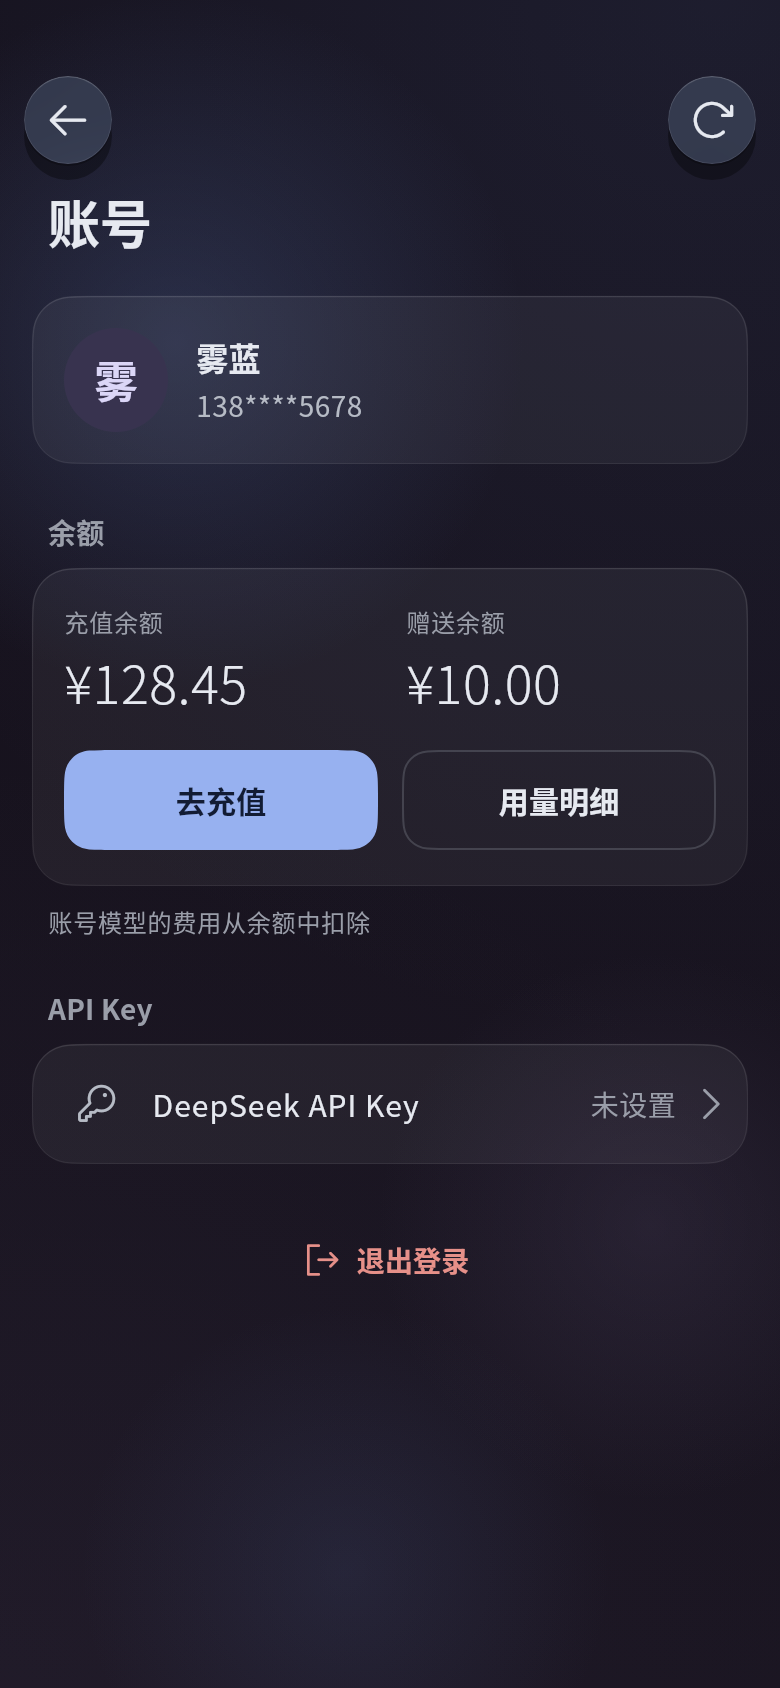 账号
雾
雾蓝
138****5678
余额
充值余额
赠送余额
¥128.45
¥10.00
去充值
用量明细
账号模型的费用从余额中扣除
API Key
DeepSeek API Key
未设置
退出登录